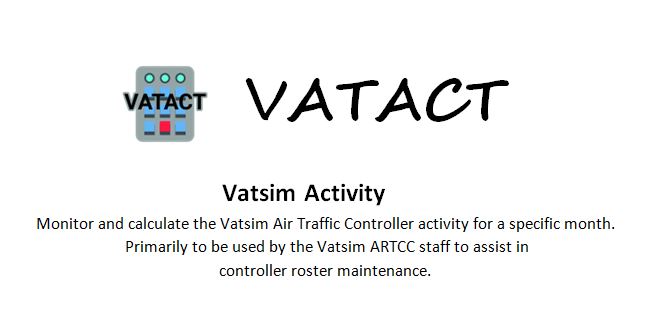 VATACT
VATACT
Vatsim Activity
Monitor and calculate the Vatsim Air Traffic Controller activity for a specific month.
Primarily to be used by the Vatsim ARTCC staff to assist in
controller roster maintenance.